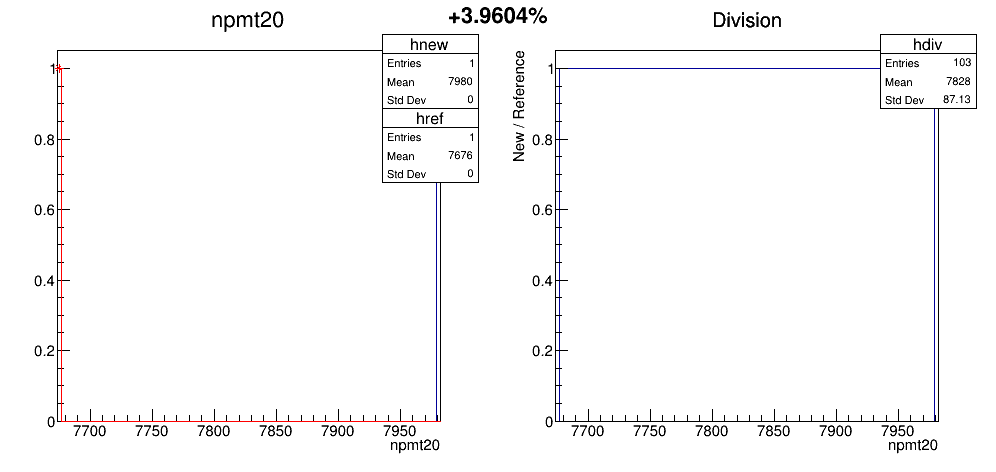 +3.9604%
npmt20
hnew
Entries 1
Mean 7980
Std Dev 0
href
Entries 1
Mean 7676
Std Dev 0
1
0.8
0.6
0.4
0.2
0
7700 7750 7800 7850 7900 7950
npmt20
Division
hdiv
Entries 103
Mean 7828
Std Dev 87.13
New / Reference
1
0.8
0.6
0.4
0.2
0
7700 7750 7800 7850 7900 7950
npmt20